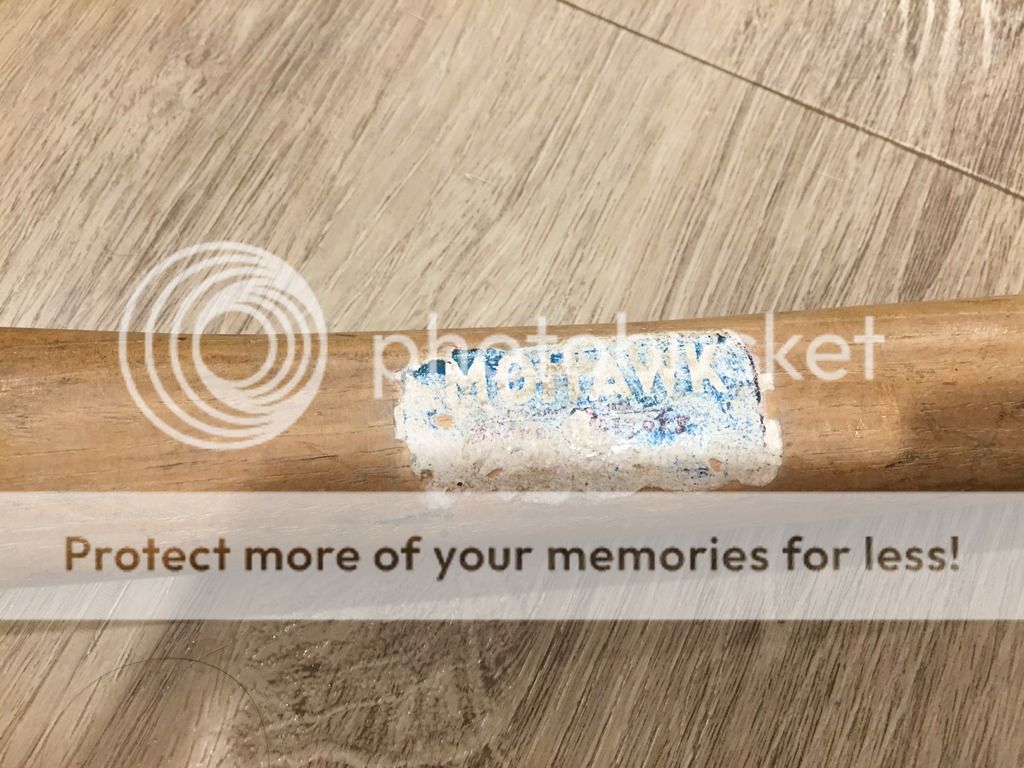 photobucket
MOHAWK
Protect more of your memories for less!